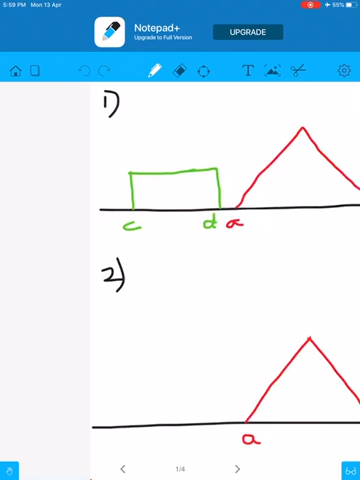 5:59 PM Mon 13 Apr 55%
Notepad+
Upgrade to Full Version
UPGRADE
T
1)
c d a
2)
a
1/4